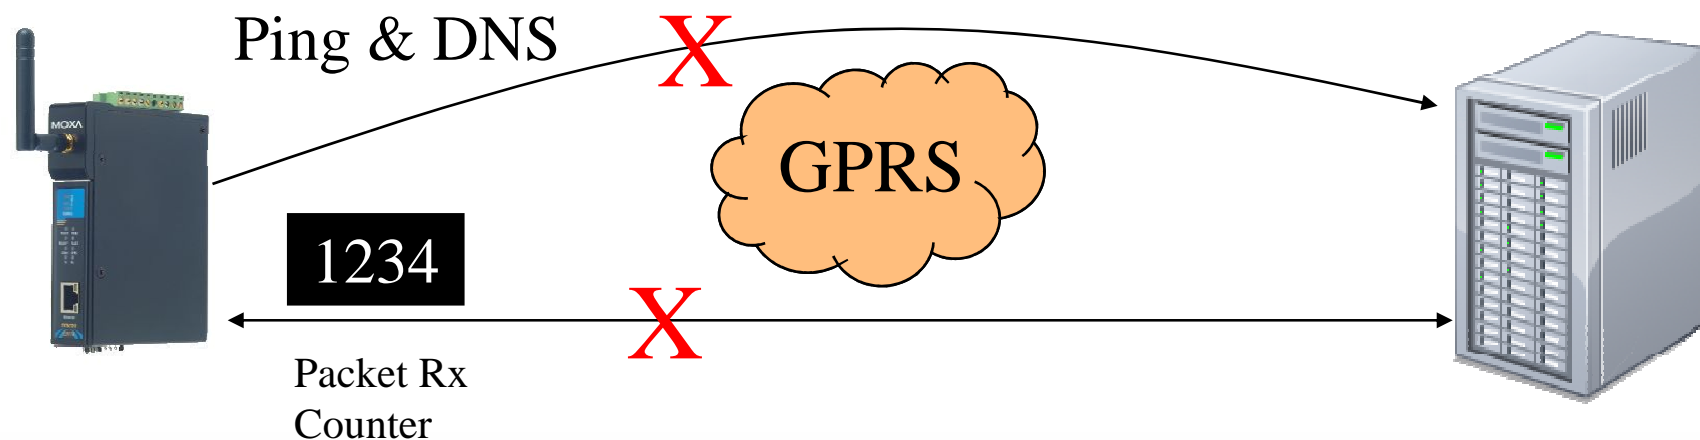 Ping & DNS
X
MOXA
GPRS
1234
X
Packet Rx
Counter